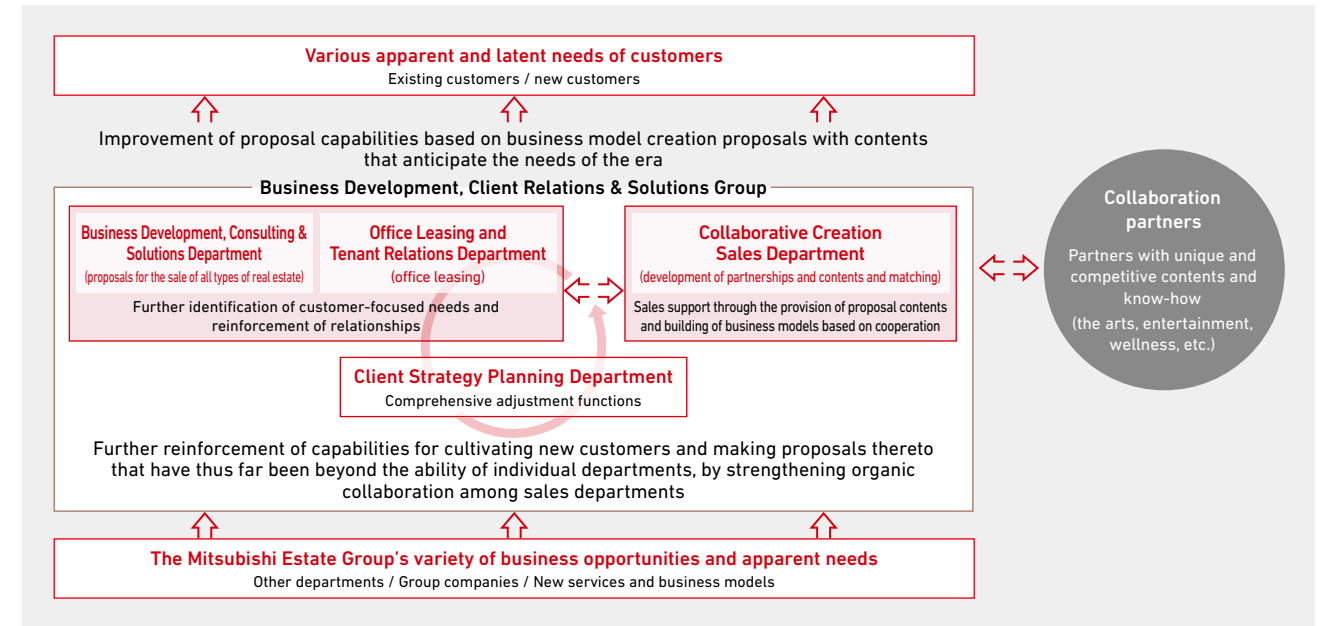 Various apparent and latent needs of customers
Existing customers / new customers
Improvement of proposal capabilities based on business model creation proposals with contents
that anticipate the needs of the era
Business Development, Client Relations & Solutions Group
Business Development, Consulting &
Solutions Department
(proposals for the sale of all types of real estate)
Office Leasing and
Tenant Relations Department
(office leasing)
Further identification of customer-focused needs and
reinforcement of relationships
Collaborative Creation
Sales Department
(development of partnerships and contents and matching)
Sales support through the provision of proposal contents
and building of business models based on cooperation
Client Strategy Planning Department
Comprehensive adjustment functions
Further reinforcement of capabilities for cultivating new customers and making proposals thereto
that have thus far been beyond the ability of individual departments, by strengthening organic
collaboration among sales departments
The Mitsubishi Estate Group's variety of business opportunities and apparent needs
Other departments / Group companies / New services and business models
Collaboration
partners
Partners with unique and
competitive contents and
know-how
(the arts, entertainment,
wellness, etc.)